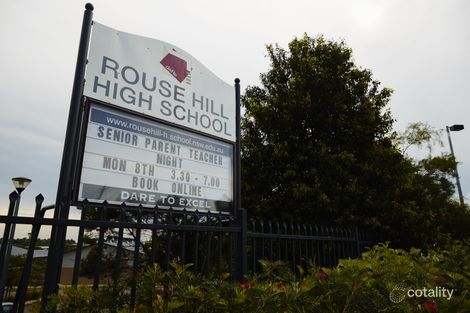 ROUSE HILL
HIGH SCHOOL
www.rousehill-h.school.nsw.edu.au
SENIOR PARENT TEACHER
NIGHT
MON 8TH 3.30 - 7.00
BOOK ONLINE
DARE TO EXCEL
cotality